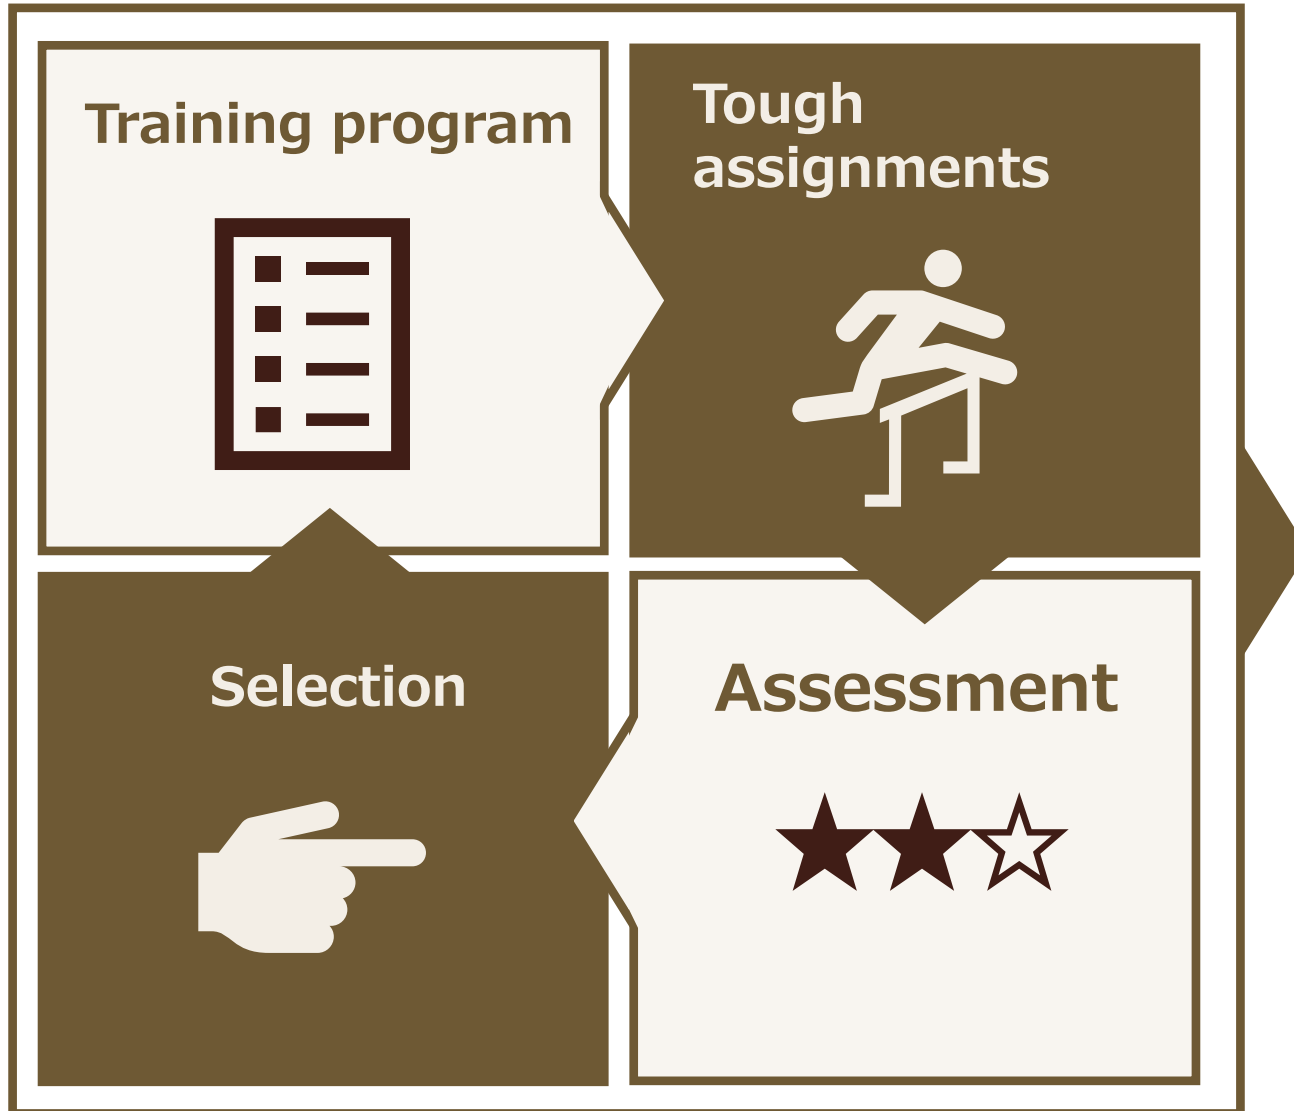 Training program
Tough
assignments
Selection
Assessment